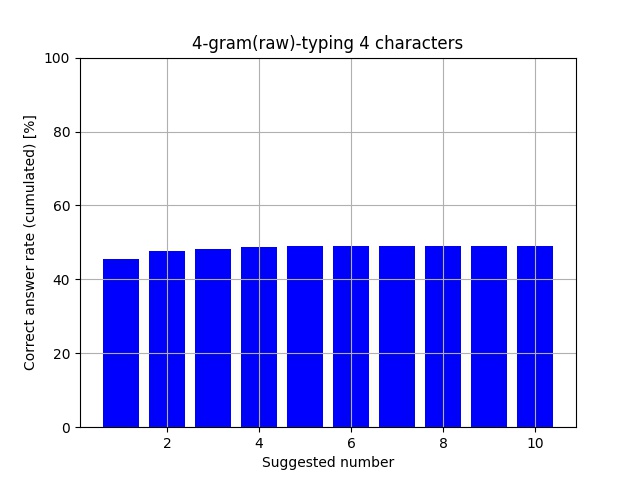 4-gram(raw)-typing 4 characters
Correct answer rate (cumulated) [%]
100
80
60
40
20
0
2 4 6 8 10
Suggested number